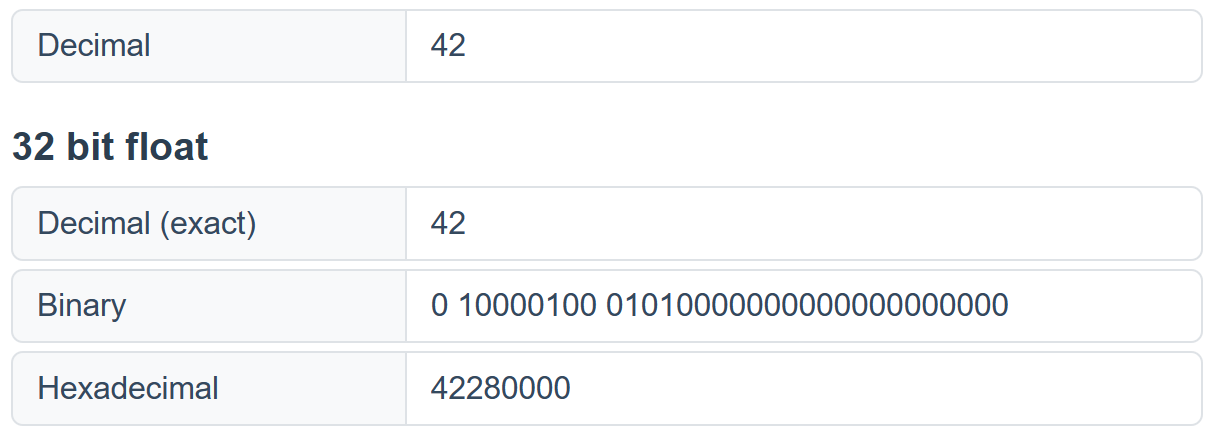 Decimal 42
32 bit float
Decimal (exact) 42
Binary 0 10000100 01010000000000000000000
Hexadecimal 42280000